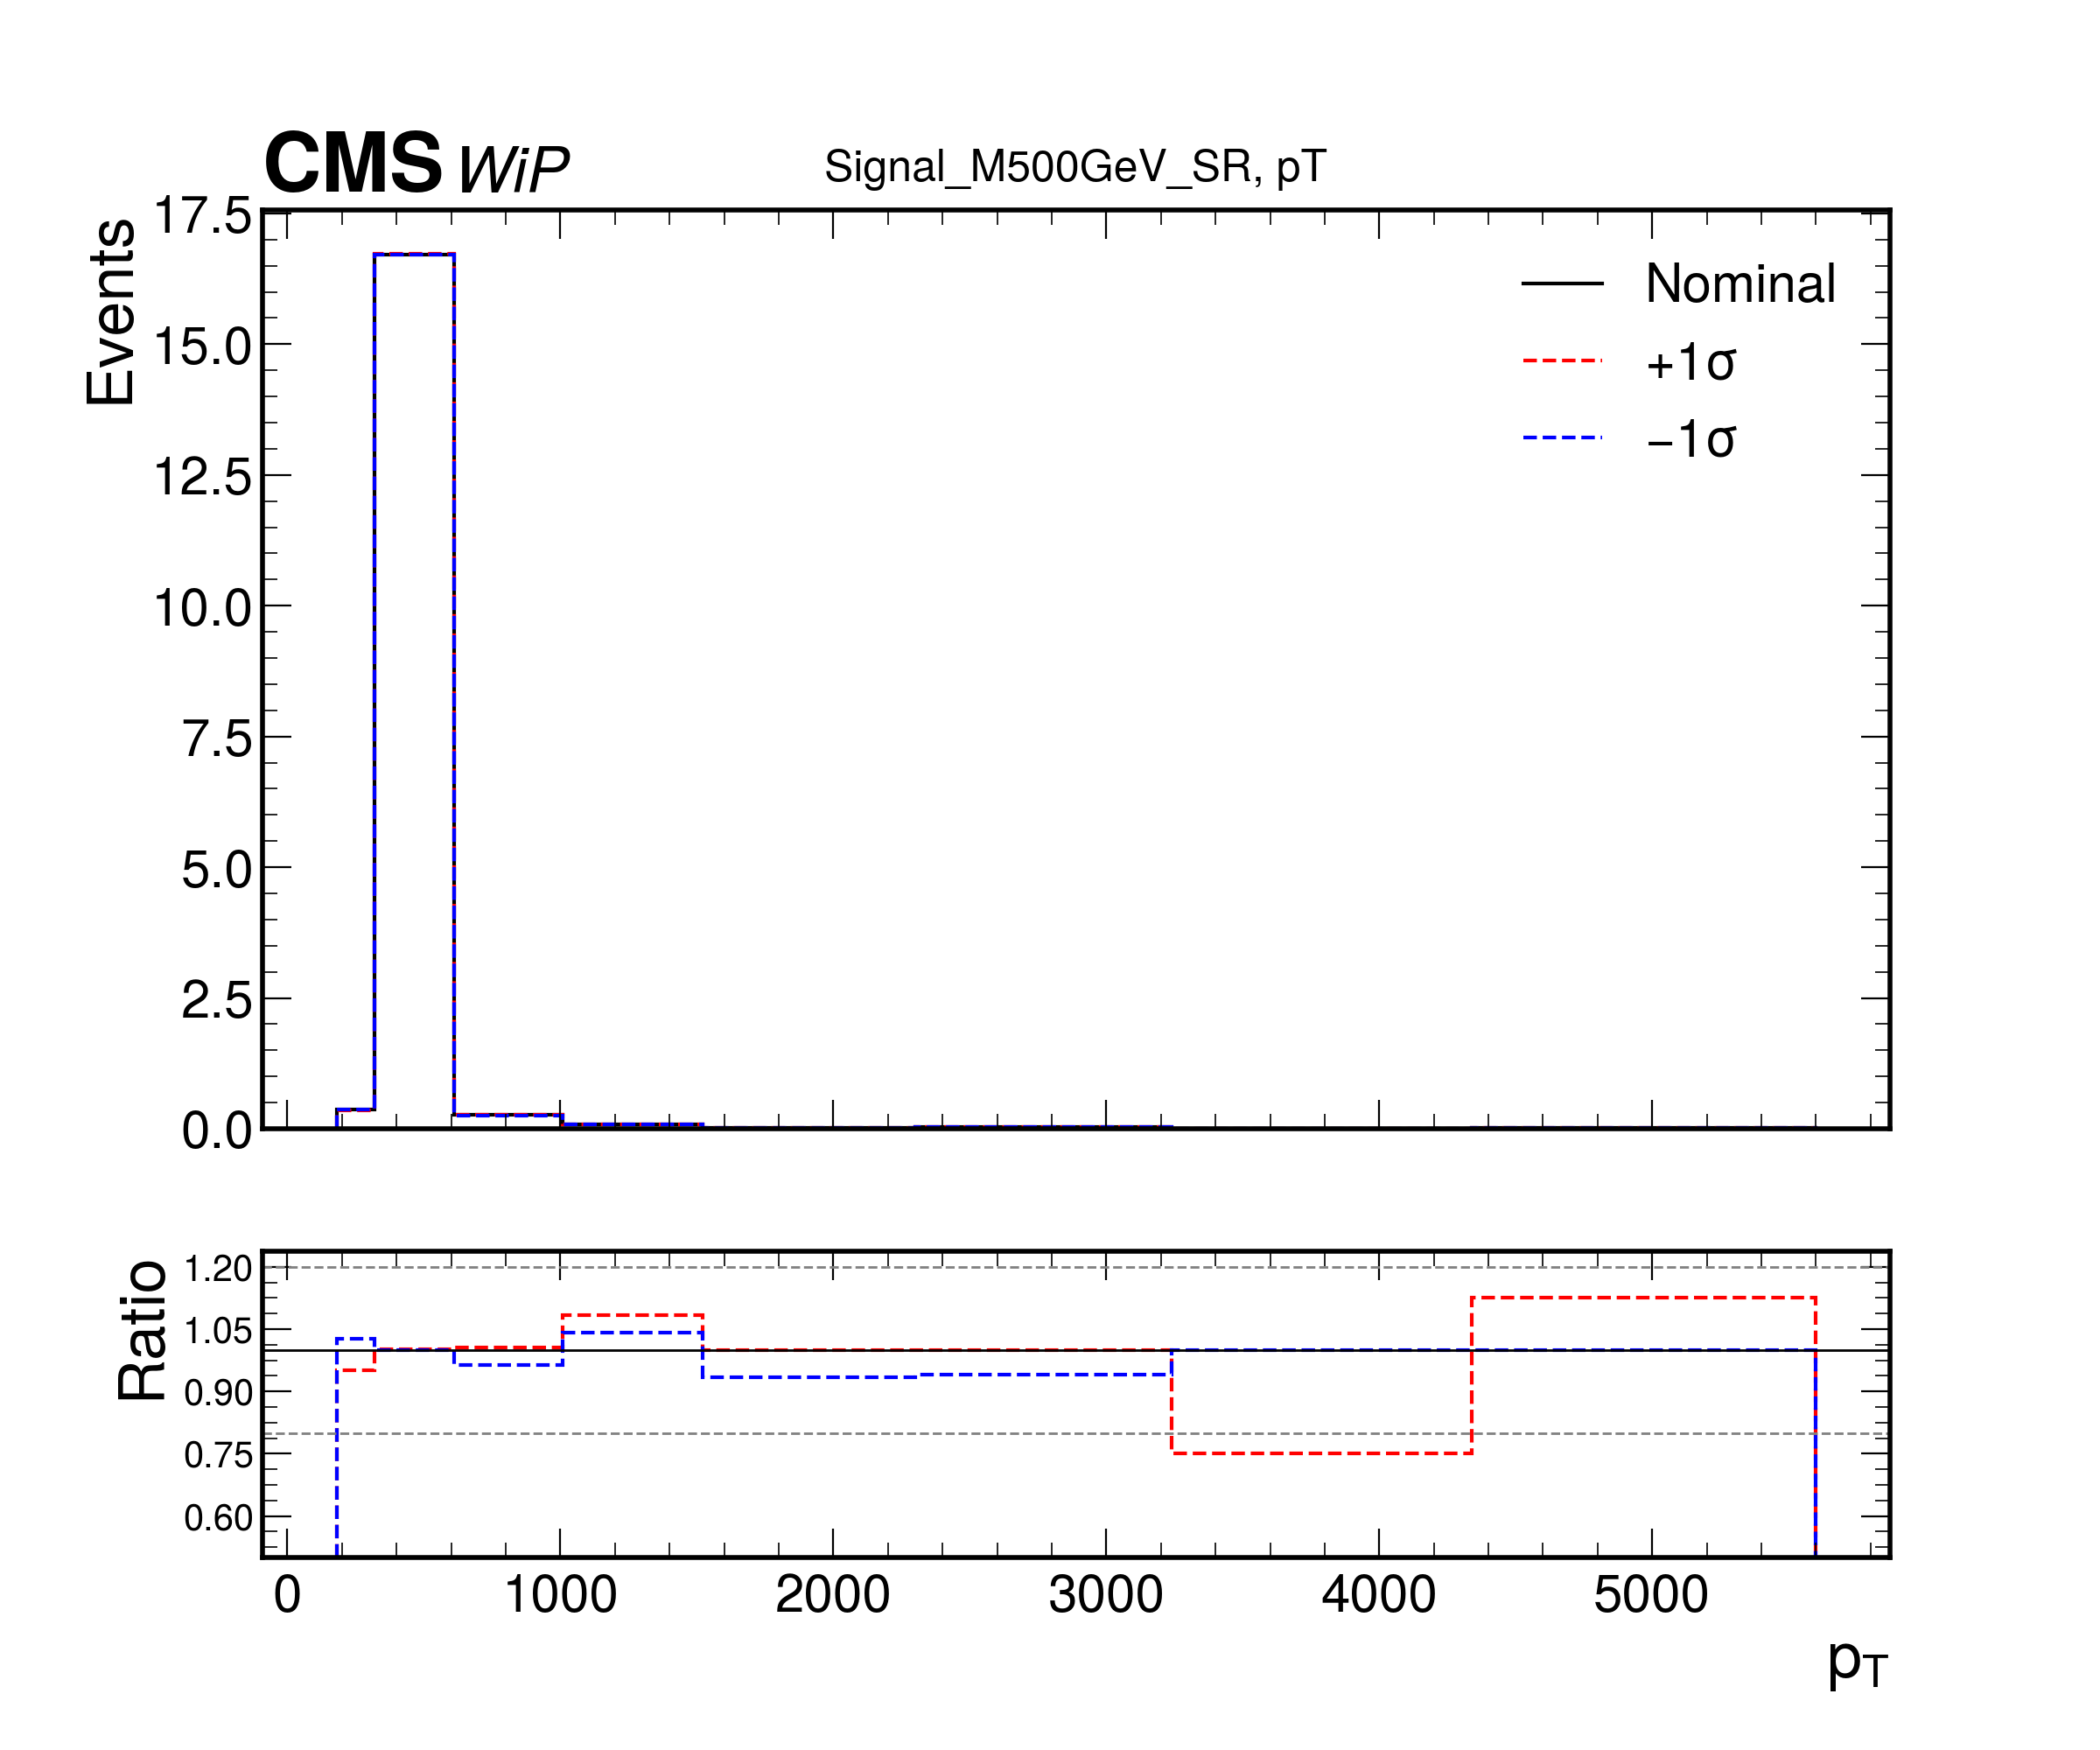 CMS WiP Signal_M500GeV_SR, pT
Events
17.5
15.0
12.5
10.0
7.5
5.0
2.5
0.0
Nominal
+1σ
−1σ
Ratio
1.20
1.05
0.90
0.75
0.60
0 1000 2000 3000 4000 5000
pT